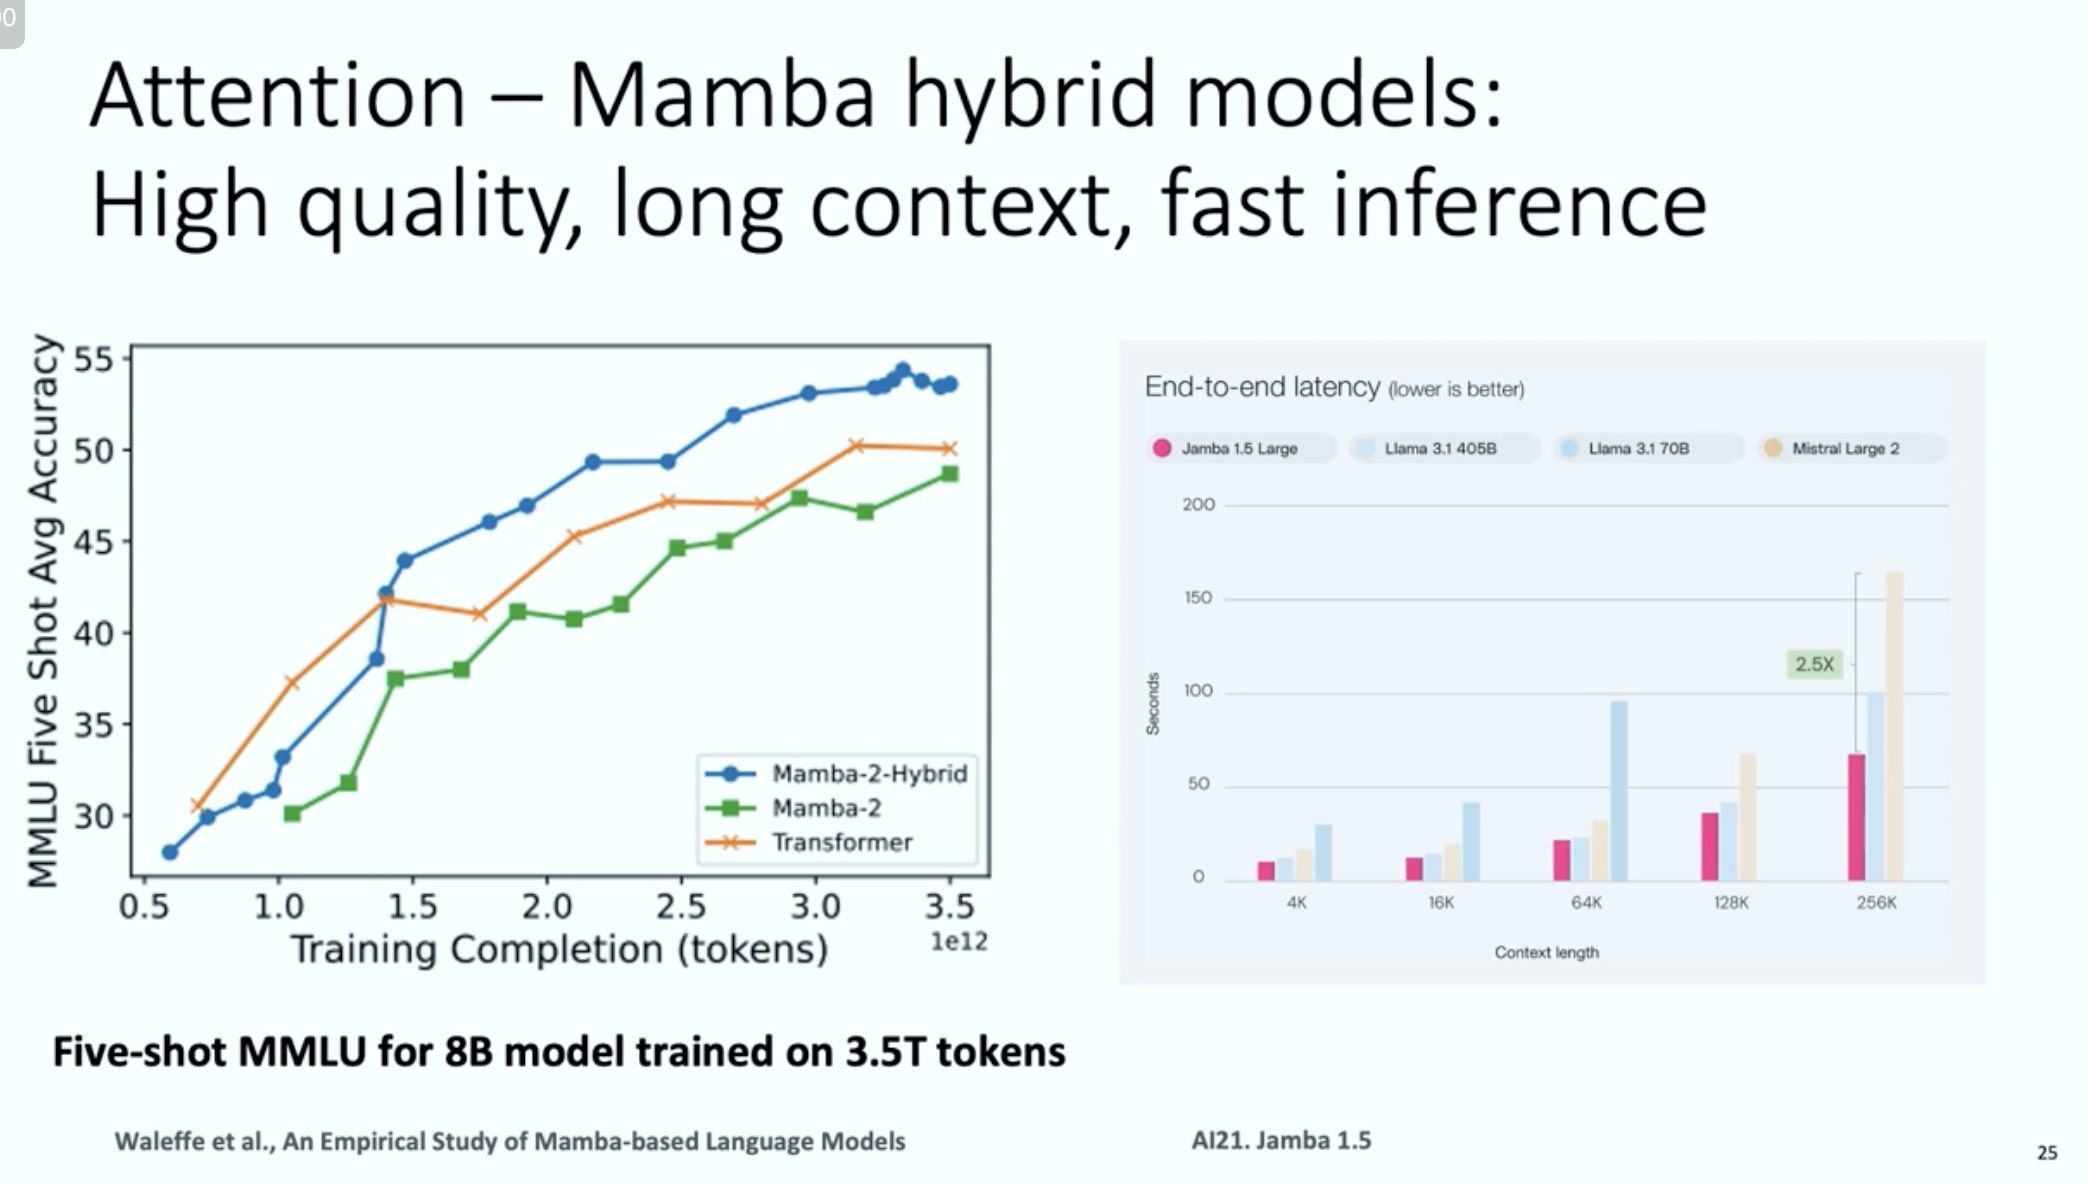 00
Attention – Mamba hybrid models:
High quality, long context, fast inference
MMLU Five Shot Avg Accuracy
55
50
45
40
35
30
Mamba-2-Hybrid
Mamba-2
Transformer
0.5 1.0 1.5 2.0 2.5 3.0 3.5
1e12
Training Completion (tokens)
Five-shot MMLU for 8B model trained on 3.5T tokens
Waleffe et al., An Empirical Study of Mamba-based Language Models
End-to-end latency (lower is better)
Jamba 1.5 Large Llama 3.1 405B Llama 3.1 70B Mistral Large 2
Seconds
200
150
2.5X
100
50
0
4K 16K 64K 128K 256K
Context length
AI21. Jamba 1.5
25